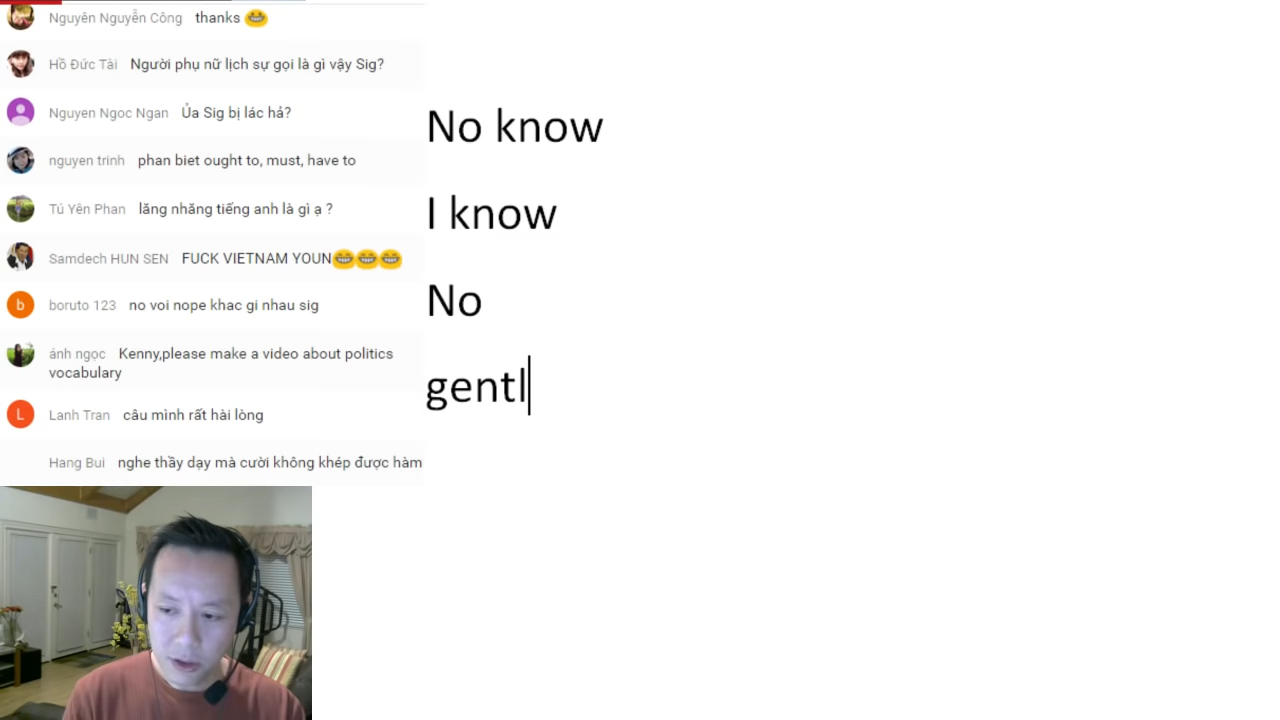 Nguyên Nguyễn Công thanks 😁
Hồ Đức Tài Người phụ nữ lịch sự gọi là gì vậy Sig?
Nguyen Ngoc Ngan Ủa Sig bị lác hả?
nguyen trinh phan biet ought to, must, have to
Tú Yên Phan lăng nhăng tiếng anh là gì ạ ?
Samdech HUN SEN FUCK VIETNAM YOUN😁😁😁
b boruto 123 no voi nope khac gi nhau sig
ánh ngọc Kenny,please make a video about politics
vocabulary
L Lanh Tran câu mình rất hài lòng
Hang Bui nghe thầy dạy mà cười không khép được hàm
No know
I know
No
gentl